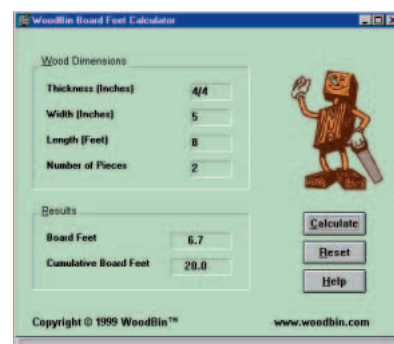 WoodBin Board Feet Calculator
Wood Dimensions
Thickness (Inches) 4/4
Width (Inches) 5
Length (Feet) 8
Number of Pieces 2
Results
Board Feet 6.7
Cumulative Board Feet 20.0
Calculate
Reset
Help
Copyright © 1999 WoodBin™ www.woodbin.com